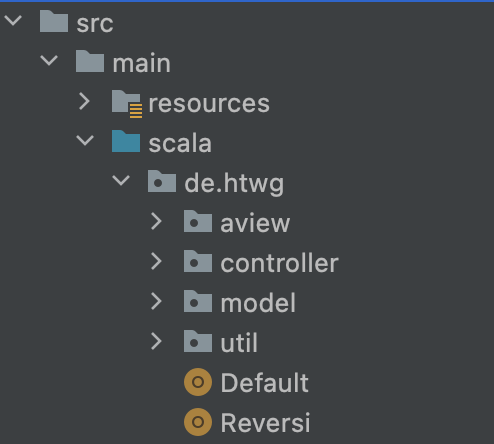 src
main
resources
scala
de.htwg
aview
controller
model
util
Default
Reversi